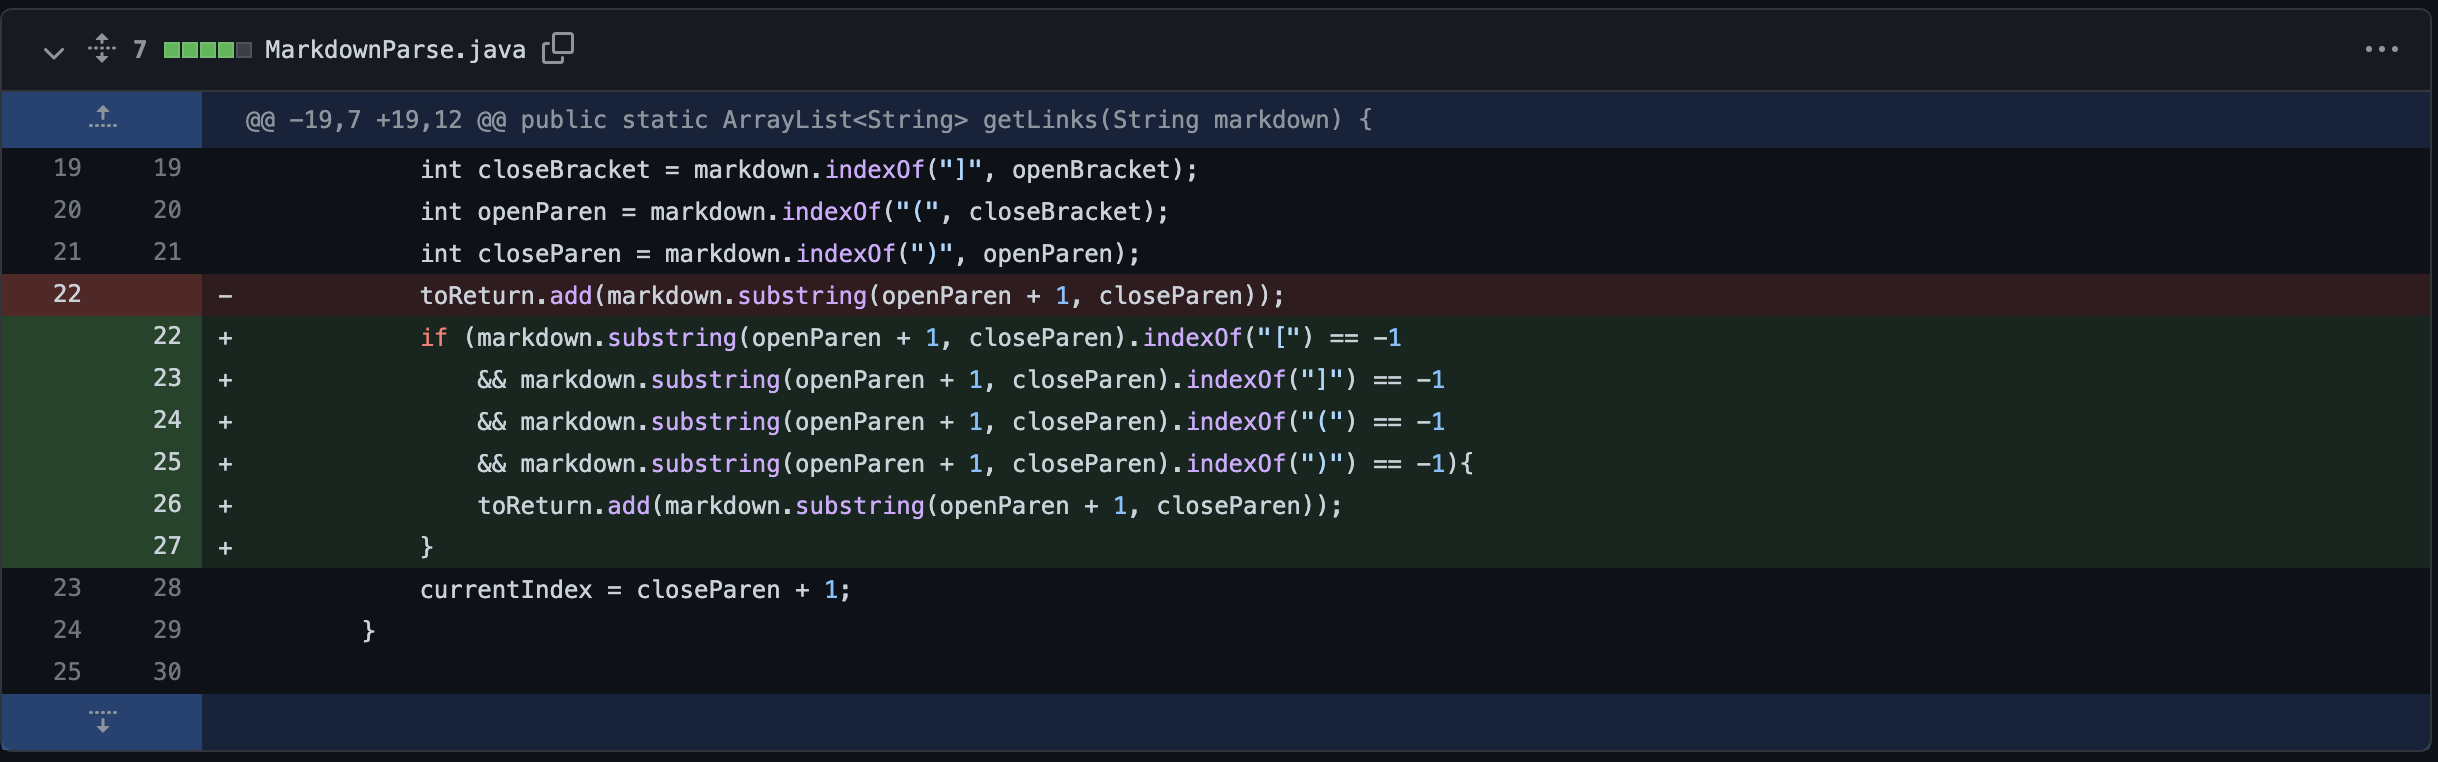 7 MarkdownParse.java
@@ -19,7 +19,12 @@ public static ArrayList<String> getLinks(String markdown) {
19 19 int closeBracket = markdown.indexOf("]", openBracket);
20 20 int openParen = markdown.indexOf("(", closeBracket);
21 21 int closeParen = markdown.indexOf(")", openParen);
22 - toReturn.add(markdown.substring(openParen + 1, closeParen));
22 + if (markdown.substring(openParen + 1, closeParen).indexOf("[") == -1
23 + && markdown.substring(openParen + 1, closeParen).indexOf("]") == -1
24 + && markdown.substring(openParen + 1, closeParen).indexOf("(") == -1
25 + && markdown.substring(openParen + 1, closeParen).indexOf(")") == -1){
26 + toReturn.add(markdown.substring(openParen + 1, closeParen));
27 + }
23 28 currentIndex = closeParen + 1;
24 29 }
25 30